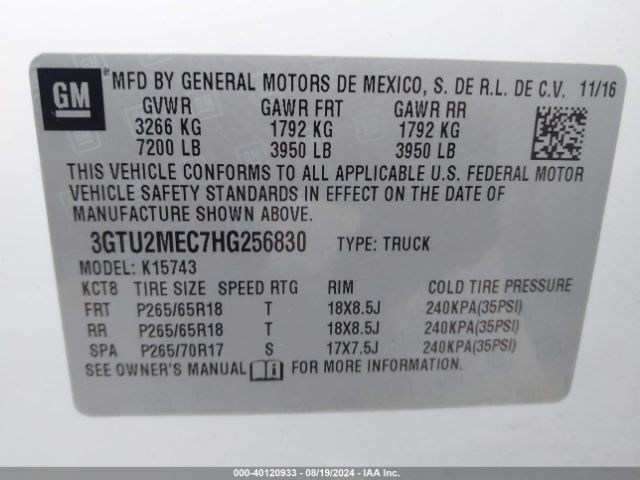 GM
* MFD BY GENERAL MOTORS DE MEXICO, S. DE R.L. DE C.V. 11/16
GVWR GAWR FRT GAWR RR
3266 KG 1792 KG 1792 KG
7200 LB 3950 LB 3950 LB
THIS VEHICLE CONFORMS TO ALL APPLICABLE U.S. FEDERAL MOTOR
VEHICLE SAFETY STANDARDS IN EFFECT ON THE DATE OF
MANUFACTURE SHOWN ABOVE.
3GTU2MEC7HG256830 TYPE: TRUCK
MODEL: K15743
KCT8 TIRE SIZE SPEED RTG RIM COLD TIRE PRESSURE
FRT P265/65R18 T 18X8.5J 240KPA(35PSI)
RR P265/65R18 T 18X8.5J 240KPA(35PSI)
SPA P265/70R17 S 17X7.5J 240KPA(35PSI)
SEE OWNER'S MANUAL FOR MORE INFORMATION.
000-40120933 - 08/19/2024 - IAAI.COM